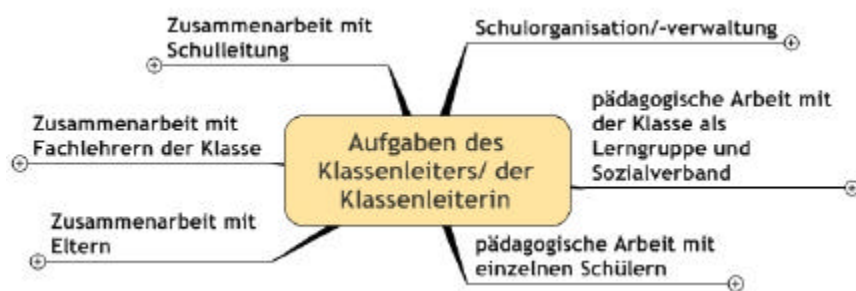 Zusammenarbeit mit
Schulleitung
Schulorganisation/-verwaltung
Zusammenarbeit mit
Fachlehrern der Klasse
Aufgaben des
Klassenleiters/ der
Klassenleiterin
pädagogische Arbeit mit
der Klasse als
Lerngruppe und
Sozialverband
Zusammenarbeit mit
Eltern
pädagogische Arbeit mit
einzelnen Schülern